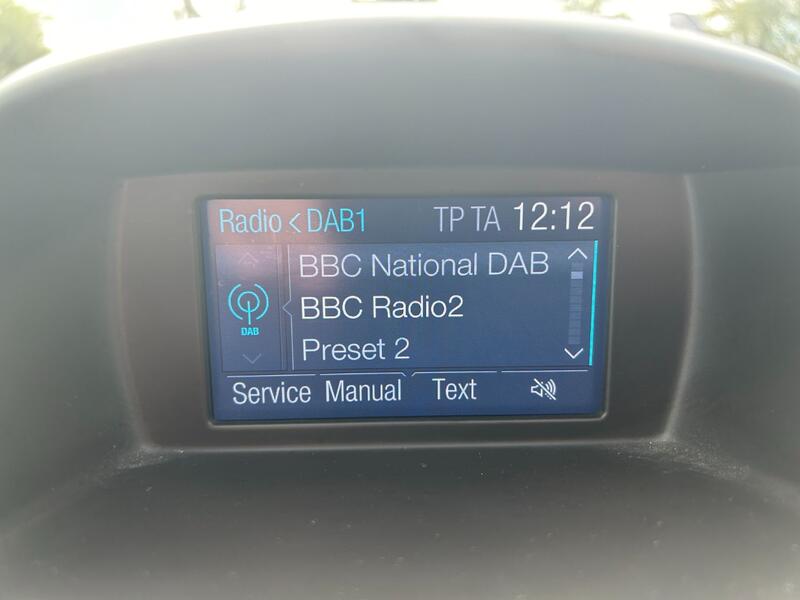 Radio < DAB1 TP TA 12:12
BBC National DAB
DAB
BBC Radio2
Preset 2
Service Manual Text